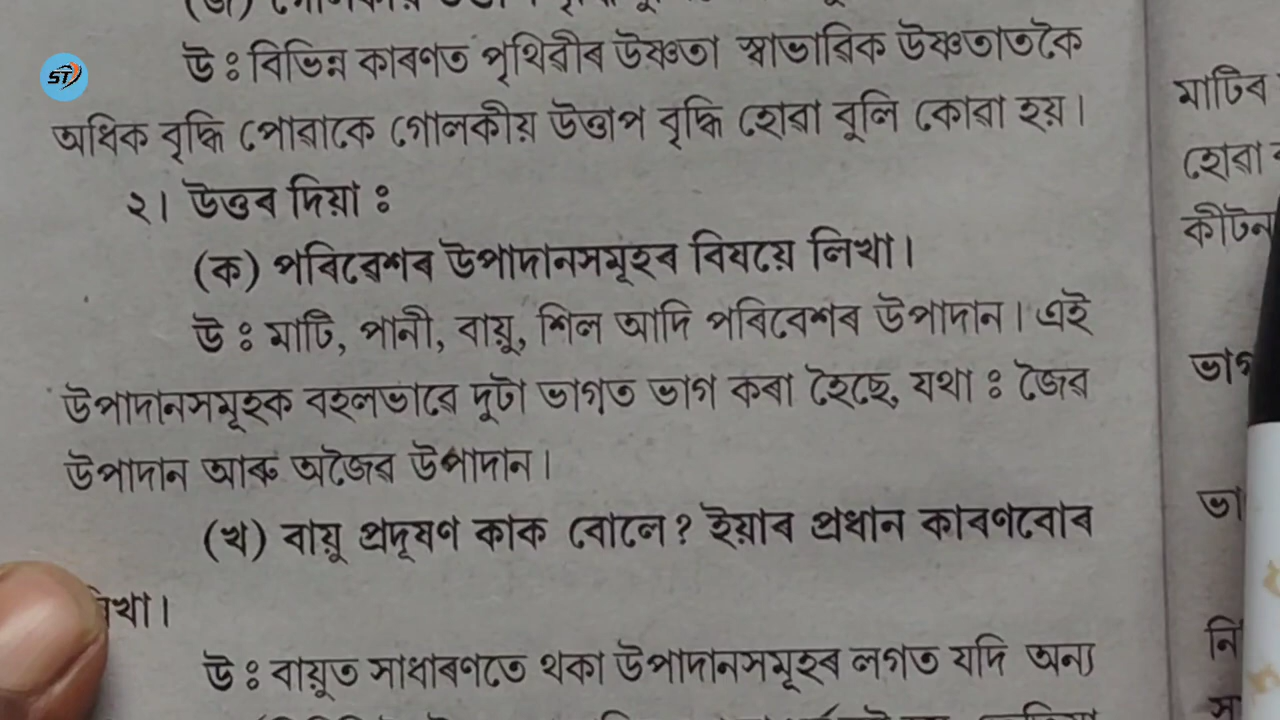 ST
উঃ বিভিন্ন কাৰণত পৃথিৱীৰ উষ্ণতা স্বাভাৱিক উষ্ণতাতকৈ
অধিক বৃদ্ধি পোৱাকে গোলকীয় উত্তাপ বৃদ্ধি হোৱা বুলি কোৱা হয়।
২। উত্তৰ দিয়া ঃ
(ক) পৰিৱেশৰ উপাদানসমূহৰ বিষয়ে লিখা।
উঃ মাটি, পানী, বায়ু, শিল আদি পৰিবেশৰ উপাদান। এই
উপাদানসমূহক বহলভাৱে দুটা ভাগত ভাগ কৰা হৈছে, যথা ঃ জৈৱ
উপাদান আৰু অজৈৱ উপাদান।
(খ) বায়ু প্ৰদূষণ কাক বোলে? ইয়াৰ প্ৰধান কাৰণবোৰ
খা।
উঃ বায়ুত সাধাৰণতে থকা উপাদানসমূহৰ লগত যদি অন্য
মাটিৰ
হোৱা